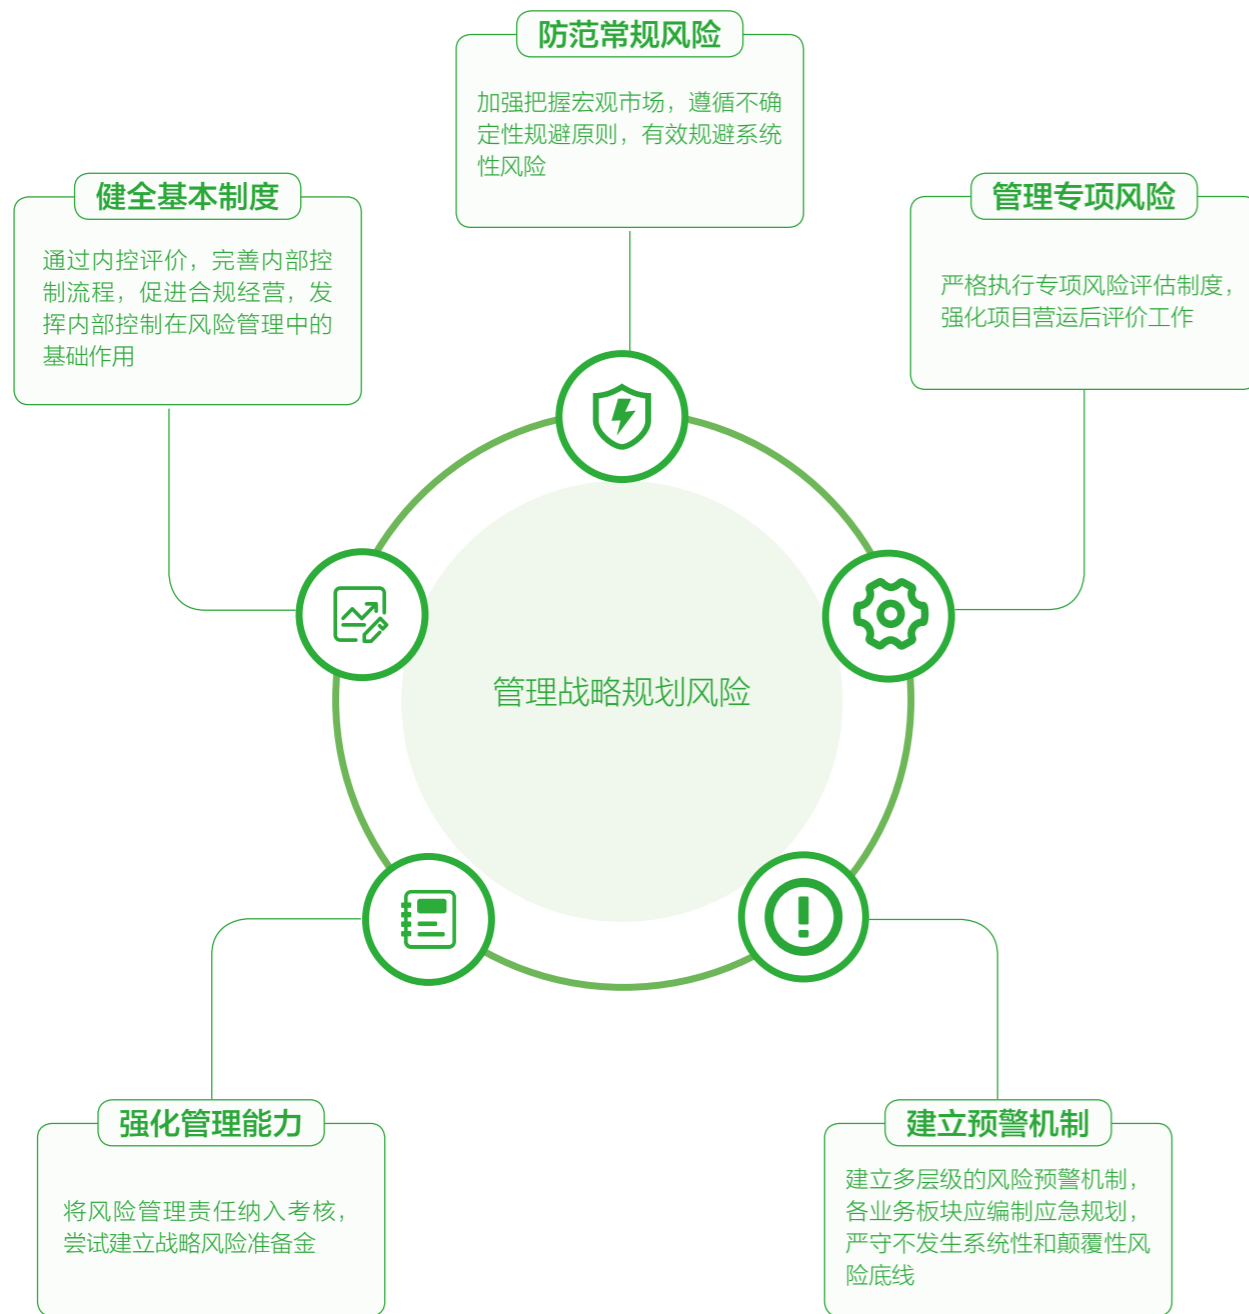 防范常规风险
加强把握宏观市场，遵循不确
定性规避原则，有效规避系统
性风险
健全基本制度
通过内控评价，完善内部控
制流程，促进合规经营，发
挥内部控制在风险管理中的
基础作用
管理专项风险
严格执行专项风险评估制度，
强化项目营运后评价工作
管理战略规划风险
强化管理能力
将风险管理责任纳入考核，
尝试建立战略风险准备金
建立预警机制
建立多层级的风险预警机制，
各业务板块应编制应急规划，
严守不发生系统性和颠覆性风
险底线